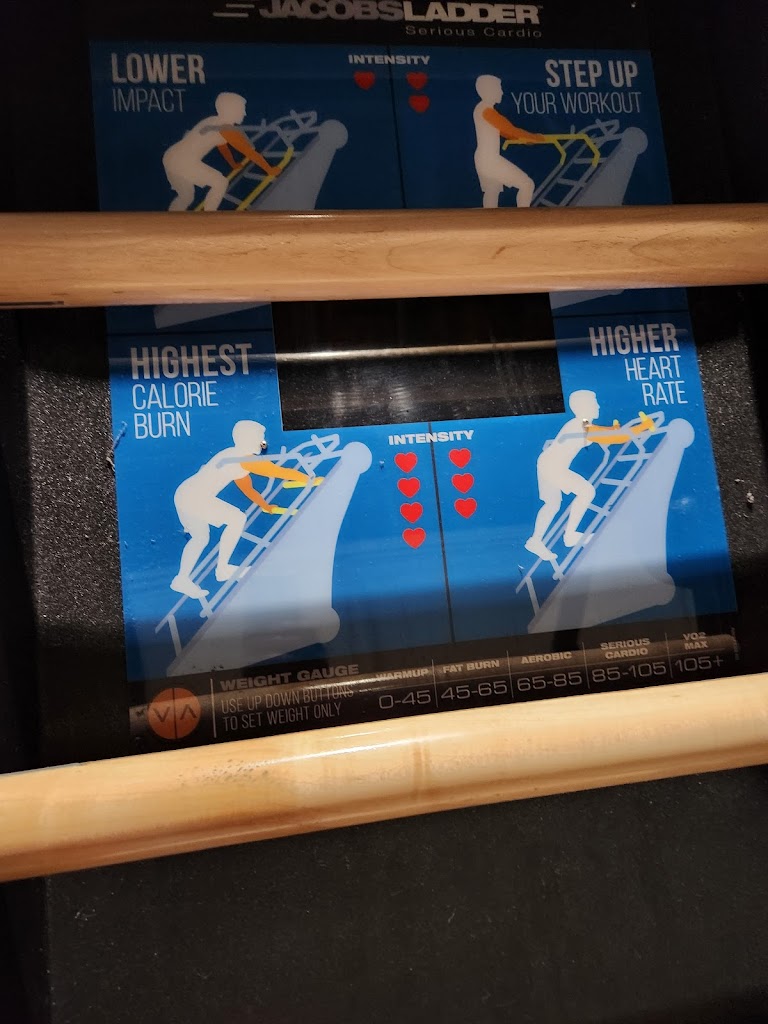 JACOBSLADDER™
Serious Cardio
LOWER
IMPACT
INTENSITY
STEP UP
YOUR WORKOUT
HIGHEST
CALORIE
BURN
INTENSITY
HIGHER
HEART
RATE
WEIGHT GAUGE
USE UP DOWN BUTTONS
TO SET WEIGHT ONLY
WARMUP
0-45
FAT BURN
45-65
AEROBIC
65-85
SERIOUS
CARDIO
85-105
VO2
MAX
105+